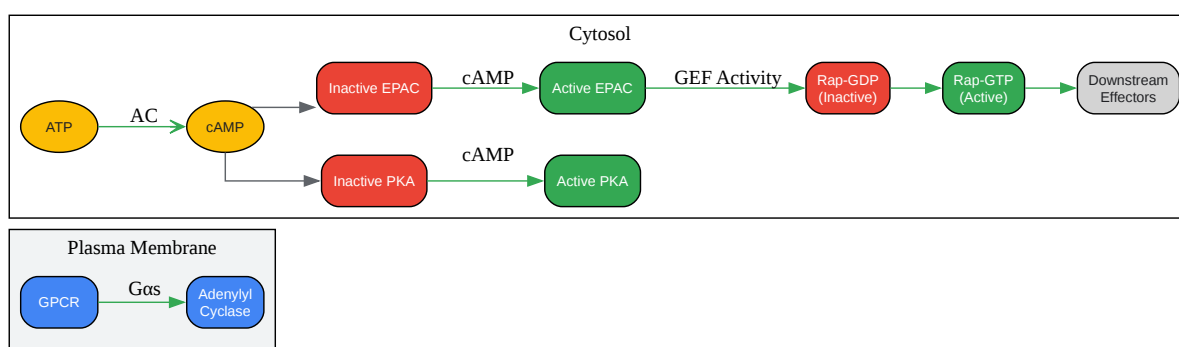 Cytosol
Inactive EPAC
cAMP
Active EPAC
GEF Activity
Rap-GDP
(Inactive)
Rap-GTP
(Active)
Downstream
Effectors
ATP
AC
cAMP
Inactive PKA
cAMP
Active PKA
Plasma Membrane
GPCR
Gαs
Adenylyl
Cyclase